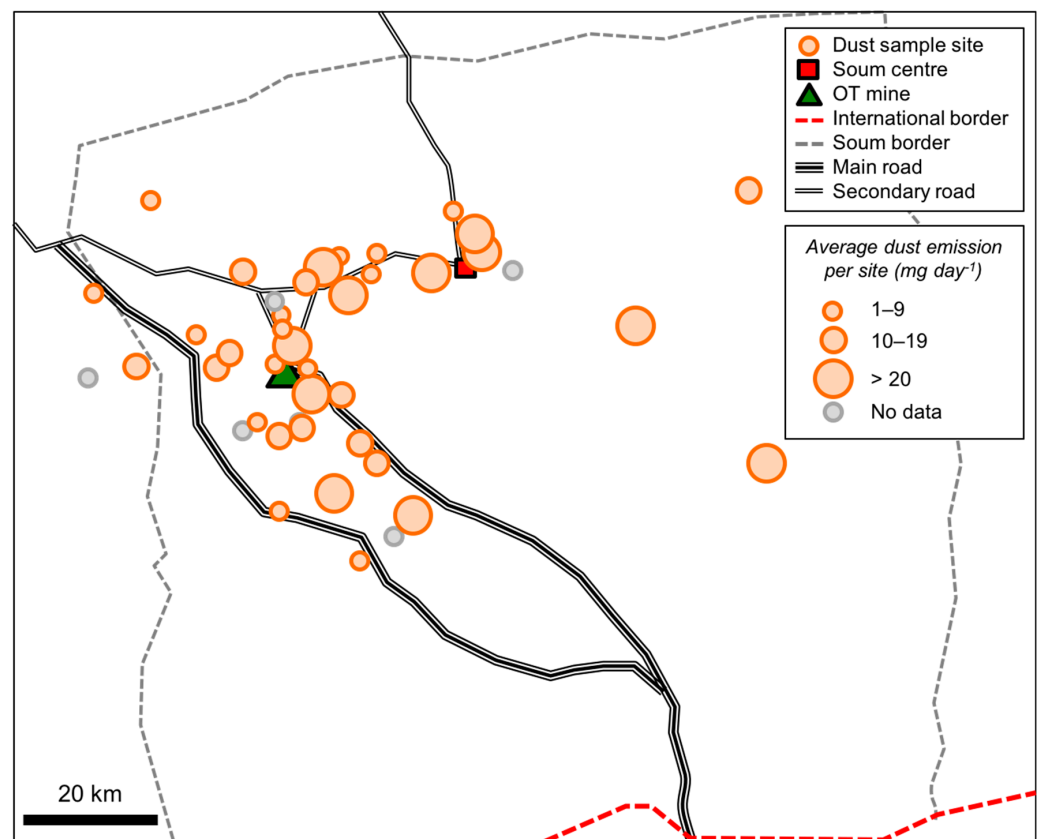 Dust sample site
Soum centre
OT mine
International border
Soum border
Main road
Secondary road
Average dust emission
per site (mg day⁻¹)
1–9
10–19
> 20
No data
20 km